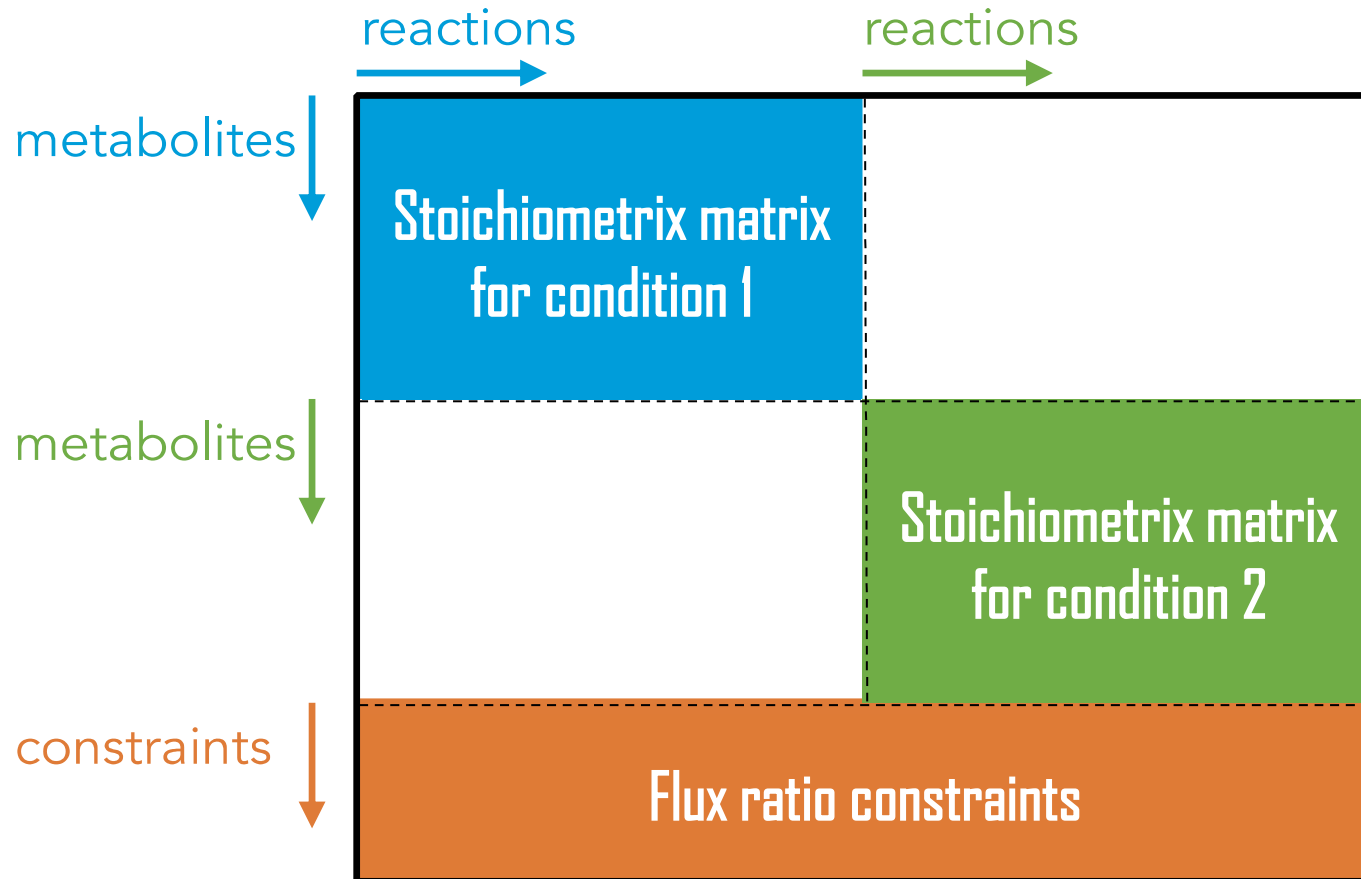 reactions
reactions
metabolites
Stoichiometrix matrix
for condition 1
metabolites
Stoichiometrix matrix
for condition 2
constraints
Flux ratio constraints